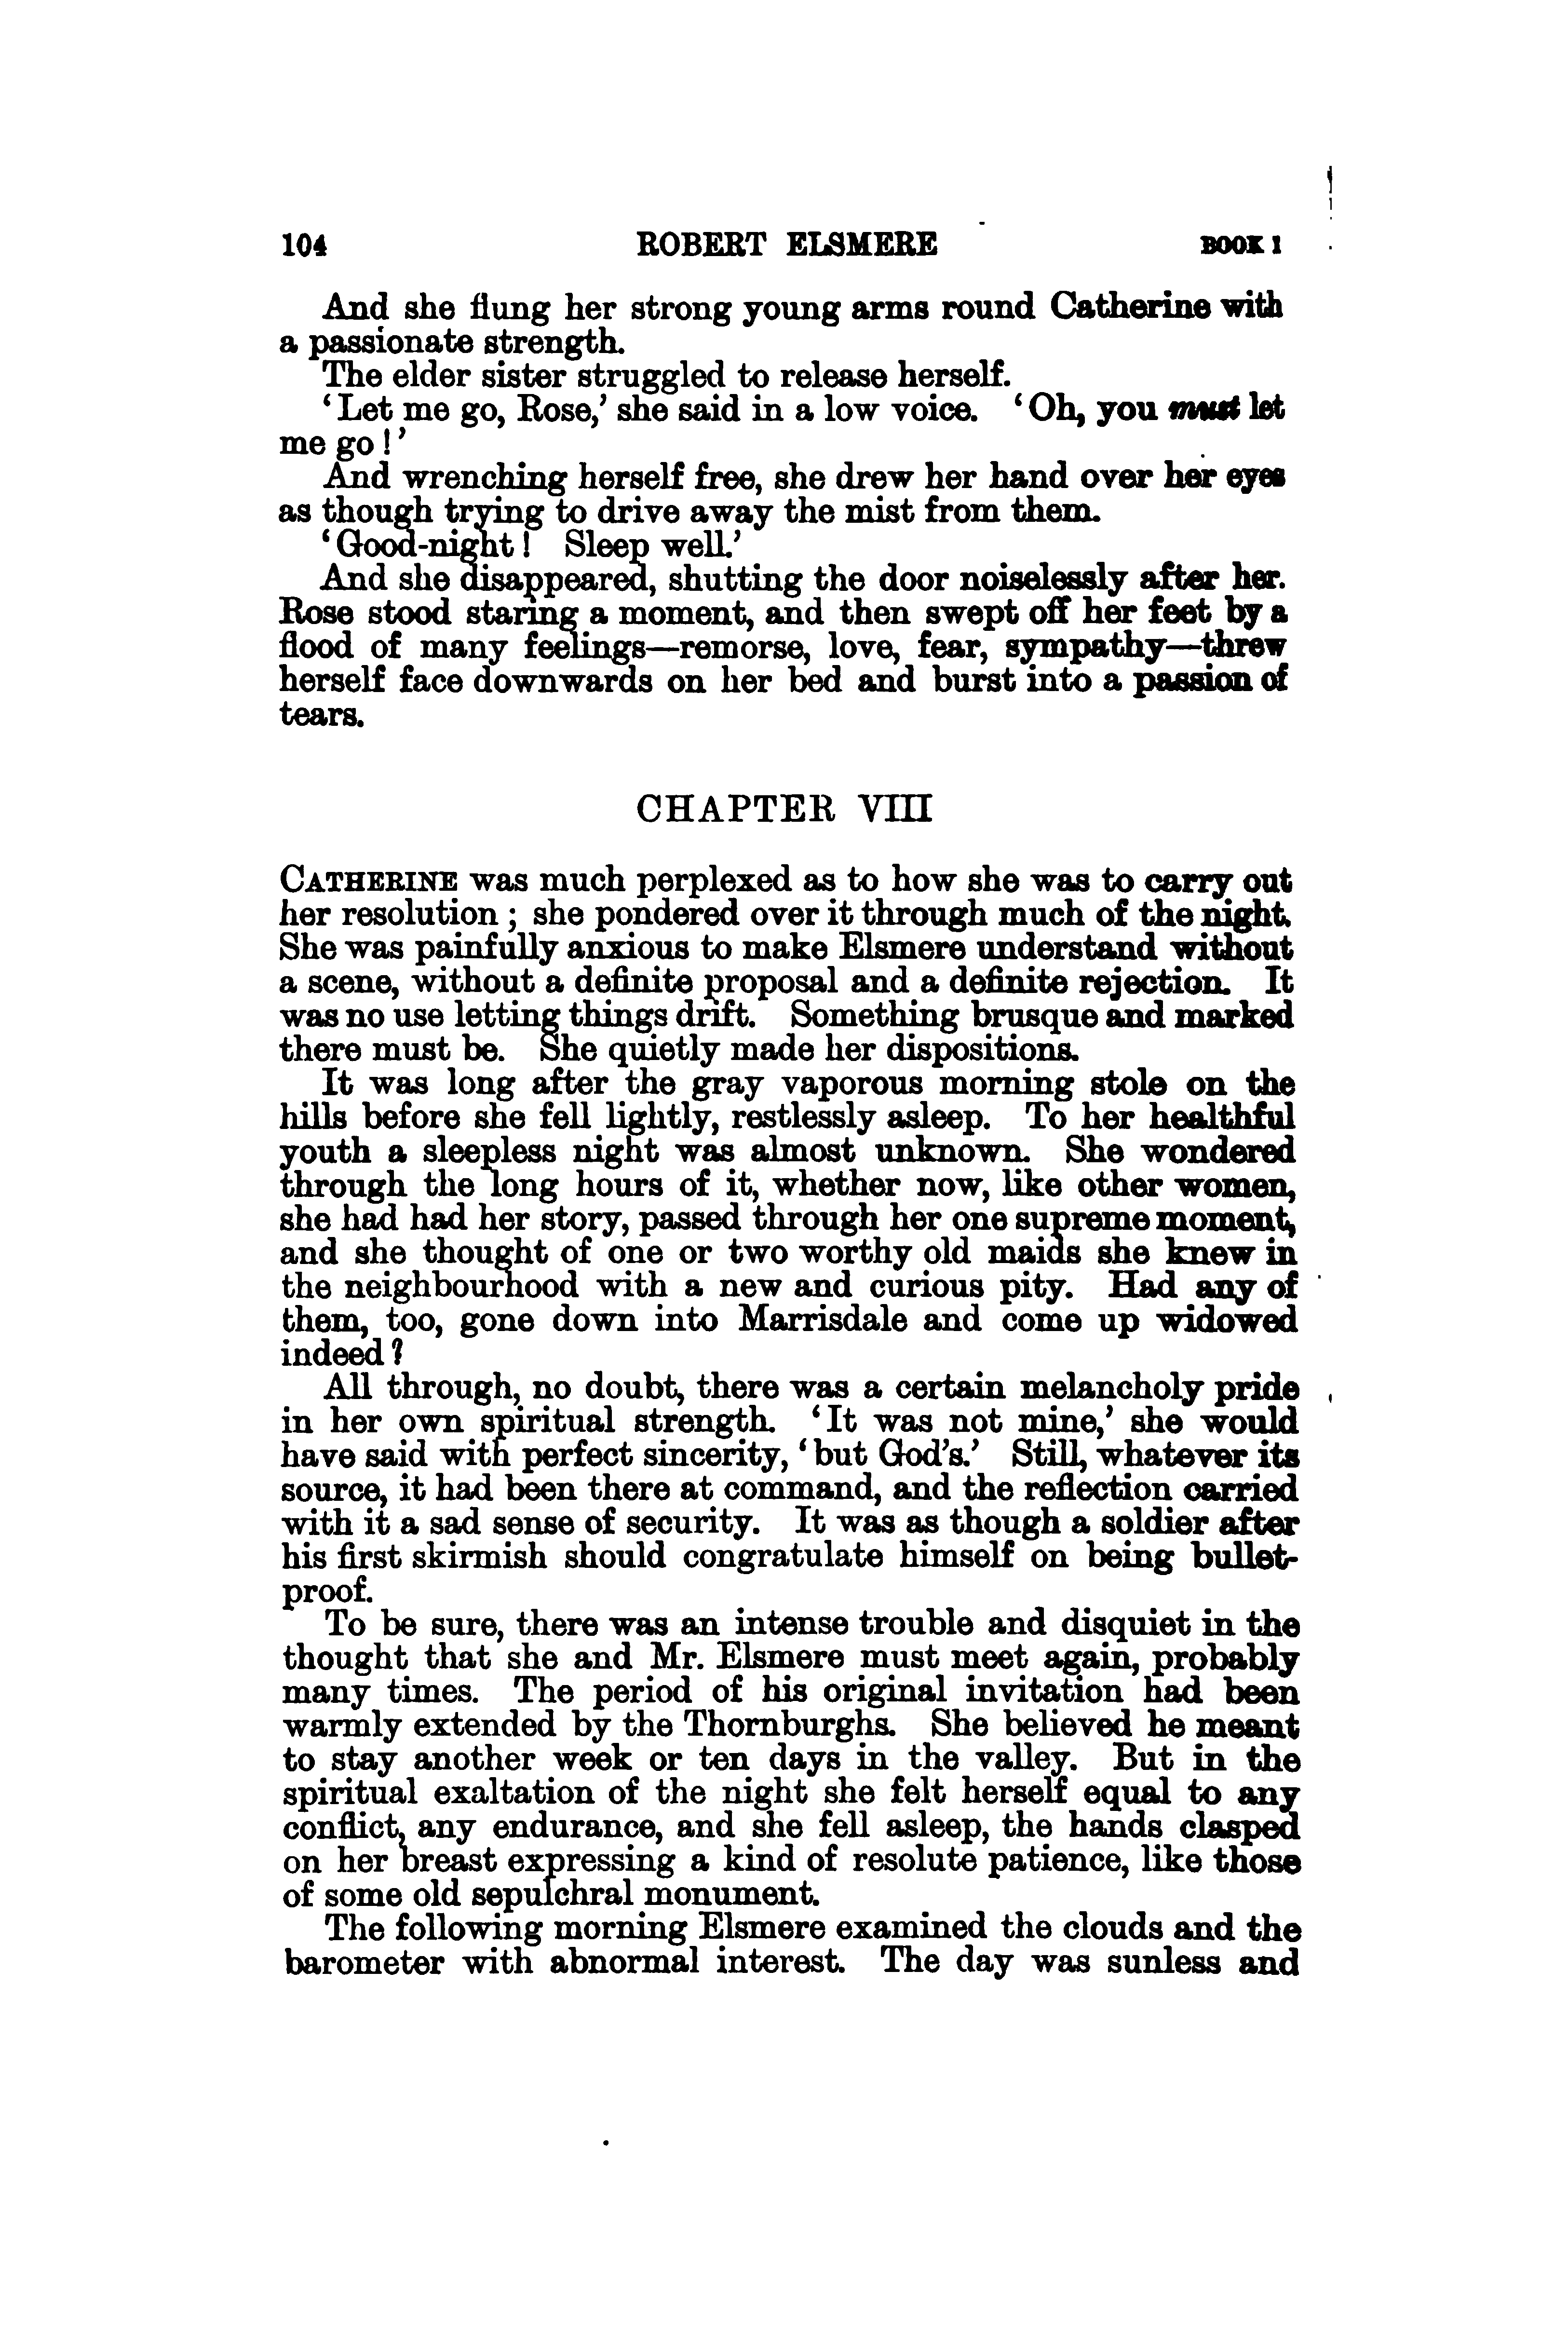 104 ROBERT ELSMERE BOOK I
And she flung her strong young arms round Catherine with
a passionate strength.
The elder sister struggled to release herself.
‘Let me go, Rose,’ she said in a low voice. ‘Oh, you must let
me go!’
And wrenching herself free, she drew her hand over her eyes
as though trying to drive away the mist from them.
‘Good-night! Sleep well.’
And she disappeared, shutting the door noiselessly after her.
Rose stood staring a moment, and then swept off her feet by a
flood of many feelings—remorse, love, fear, sympathy—threw
herself face downwards on her bed and burst into a passion of
tears.
CHAPTER VIII
CATHERINE was much perplexed as to how she was to carry out
her resolution; she pondered over it through much of the night.
She was painfully anxious to make Elsmere understand without
a scene, without a definite proposal and a definite rejection. It
was no use letting things drift. Something brusque and marked
there must be. She quietly made her dispositions.
It was long after the gray vaporous morning stole on the
hills before she fell lightly, restlessly asleep. To her healthful
youth a sleepless night was almost unknown. She wondered
through the long hours of it, whether now, like other women,
she had had her story, passed through her one supreme moment,
and she thought of one or two worthy old maids she knew in
the neighbourhood with a new and curious pity. Had any of
them, too, gone down into Marrisdale and come up widowed
indeed?
All through, no doubt, there was a certain melancholy pride
in her own spiritual strength. ‘It was not mine,’ she would
have said with perfect sincerity, ‘but God’s.’ Still, whatever its
source, it had been there at command, and the reflection carried
with it a sad sense of security. It was as though a soldier after
his first skirmish should congratulate himself on being bullet-
proof.
To be sure, there was an intense trouble and disquiet in the
thought that she and Mr. Elsmere must meet again, probably
many times. The period of his original invitation had been
warmly extended by the Thornburghs. She believed he meant
to stay another week or ten days in the valley. But in the
spiritual exaltation of the night she felt herself equal to any
conflict, any endurance, and she fell asleep, the hands clasped
on her breast expressing a kind of resolute patience, like those
of some old sepulchral monument.
The following morning Elsmere examined the clouds and the
barometer with abnormal interest. The day was sunless and